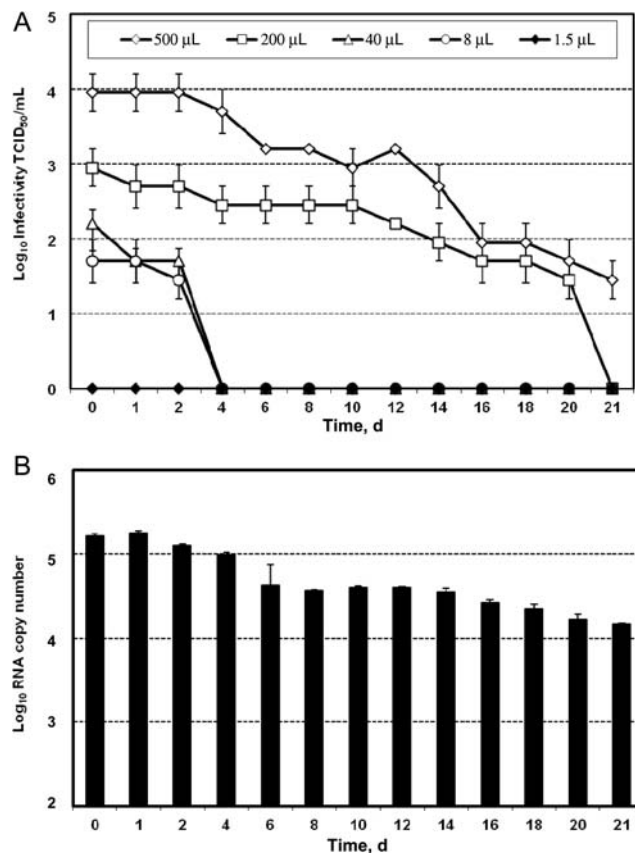 A
500 µL 200 µL 40 µL 8 µL 1.5 µL
5
4
3
2
1
0
Log10 Infectivity TCID50/mL
0 1 2 4 6 8 10 12 14 16 18 20 21
Time, d
B
6
5
4
3
2
Log10 RNA copy number
0 1 2 4 6 8 10 12 14 16 18 20 21
Time, d